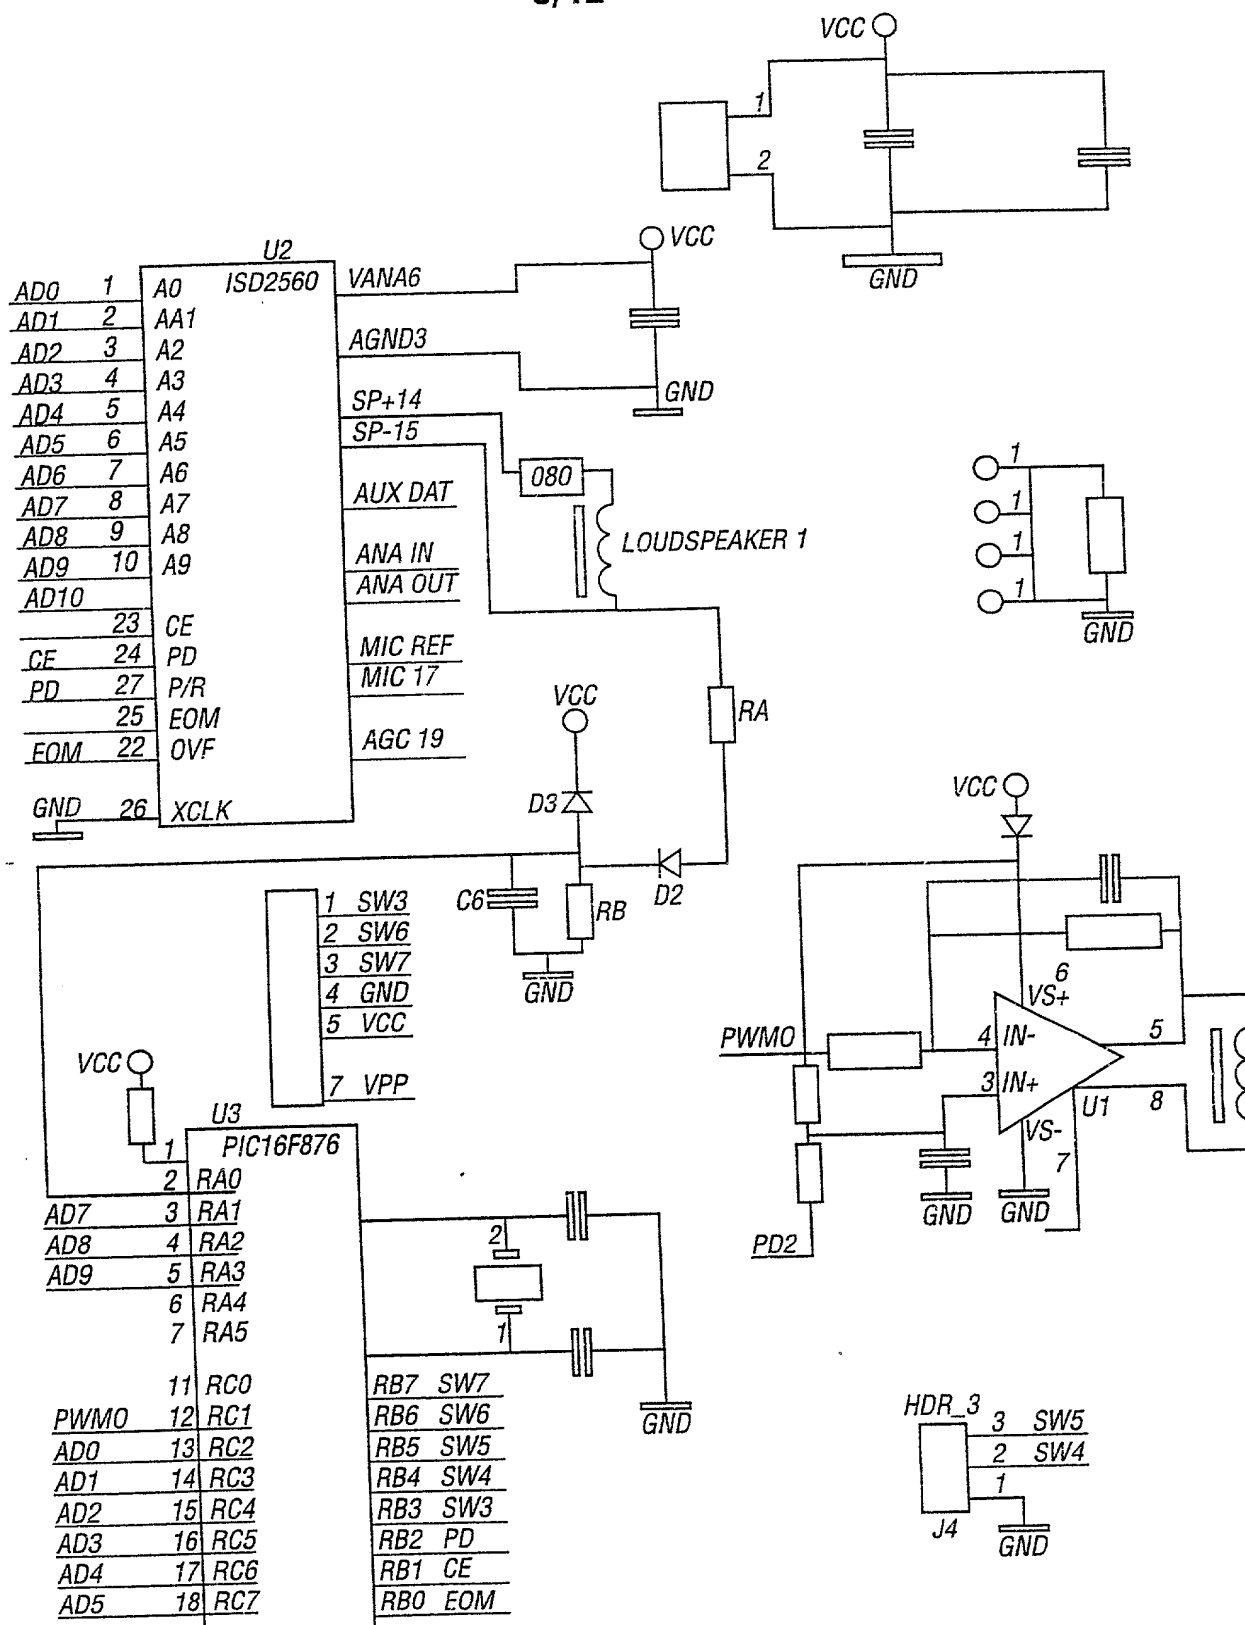 VCC
1
2
GND
U2
ISD2560
AD0 1 A0
AD1 2 AA1
AD2 3 A2
AD3 4 A3
AD4 5 A4
AD5 6 A5
AD6 7 A6
AD7 8 A7
AD8 9 A8
AD9 10 A9
AD10
23 CE
CE 24 PD
PD 27 P/R
25 EOM
EOM 22 OVF
GND 26 XCLK
VANA6
AGND3
SP+14
SP-15
AUX DAT
ANA IN
ANA OUT
MIC REF
MIC 17
AGC 19
VCC
GND
080
LOUDSPEAKER 1
1
1
1
1
GND
RA
VCC
D3
D2
C6
RB
GND
1 SW3
2 SW6
3 SW7
4 GND
5 VCC
7 VPP
VCC
6
VS+
PWMO
4 IN-
3 IN+
5
U1
8
VS-
7
GND
GND
PD2
VCC
U3
PIC16F876
1
2 RA0
AD7 3 RA1
AD8 4 RA2
AD9 5 RA3
6 RA4
7 RA5
11 RC0
PWMO 12 RC1
AD0 13 RC2
AD1 14 RC3
AD2 15 RC4
AD3 16 RC5
AD4 17 RC6
AD5 18 RC7
2
1
GND
RB7 SW7
RB6 SW6
RB5 SW5
RB4 SW4
RB3 SW3
RB2 PD
RB1 CE
RB0 EOM
HDR_3
3 SW5
2 SW4
1
J4
GND